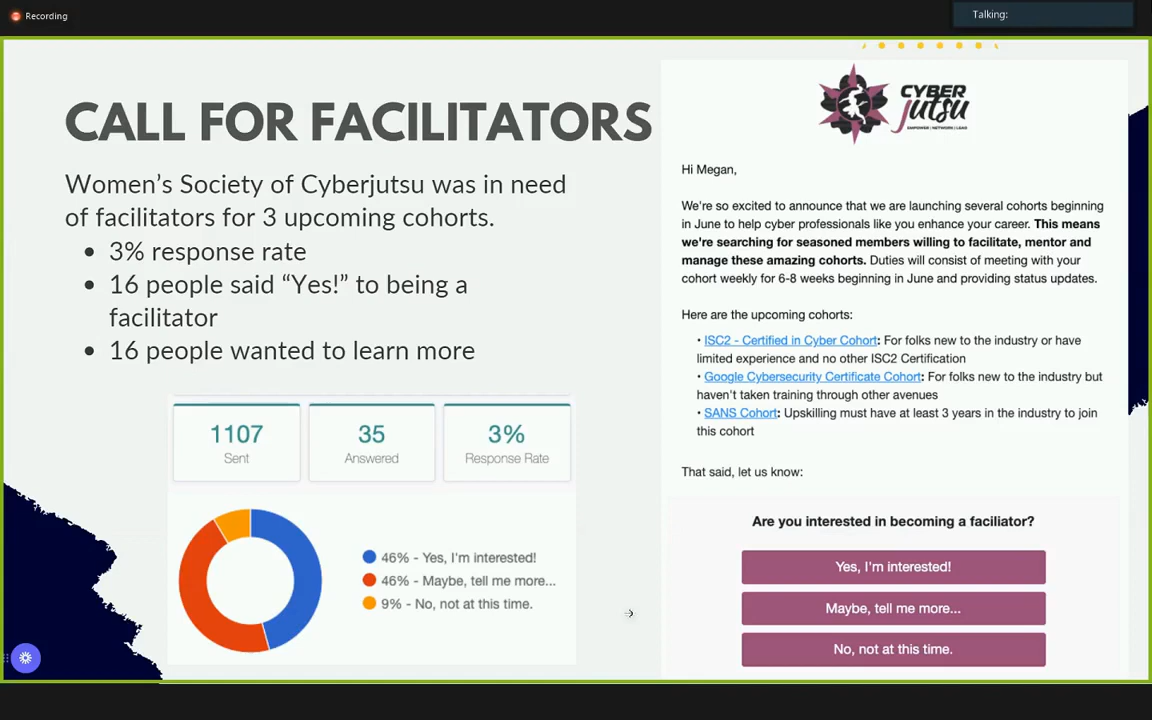 Recording
Talking:
CALL FOR FACILITATORS
Women's Society of Cyberjutsu was in need
of facilitators for 3 upcoming cohorts.
• 3% response rate
• 16 people said “Yes!” to being a
facilitator
• 16 people wanted to learn more
1107
Sent
35
Answered
3%
Response Rate
46% - Yes, I'm interested!
46% - Maybe, tell me more...
9% - No, not at this time.
CYBER
jutsu
EMPOWER | NETWORK | LEAD
Hi Megan,
We're so excited to announce that we are launching several cohorts beginning
in June to help cyber professionals like you enhance your career. This means
we're searching for seasoned members willing to facilitate, mentor and
manage these amazing cohorts. Duties will consist of meeting with your
cohort weekly for 6-8 weeks beginning in June and providing status updates.
Here are the upcoming cohorts:
• ISC2 - Certified in Cyber Cohort: For folks new to the industry or have
limited experience and no other ISC2 Certification
• Google Cybersecurity Certificate Cohort: For folks new to the industry but
haven't taken training through other avenues
• SANS Cohort: Upskilling must have at least 3 years in the industry to join
this cohort
That said, let us know:
Are you interested in becoming a faciliator?
Yes, I'm interested!
Maybe, tell me more...
No, not at this time.